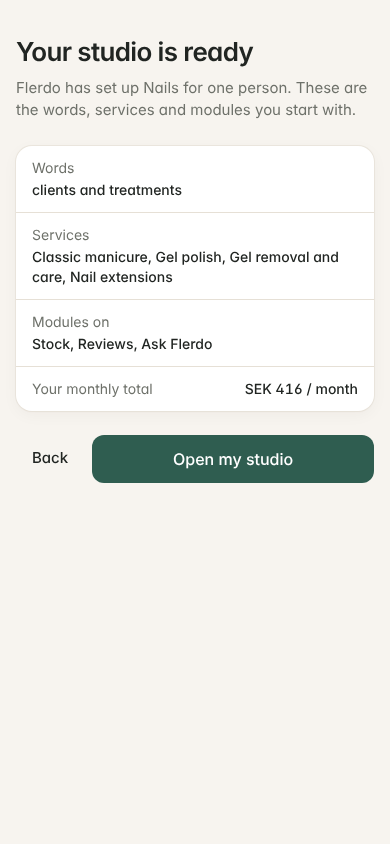 Your studio is ready
Flerdo has set up Nails for one person. These are
the words, services and modules you start with.
Words
clients and treatments
Services
Classic manicure, Gel polish, Gel removal and
care, Nail extensions
Modules on
Stock, Reviews, Ask Flerdo
Your monthly total SEK 416 / month
Back Open my studio